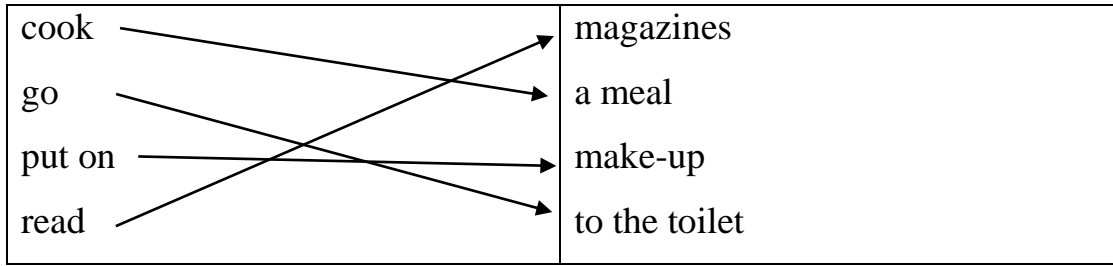 cook
go
put on
read
magazines
a meal
make-up
to the toilet